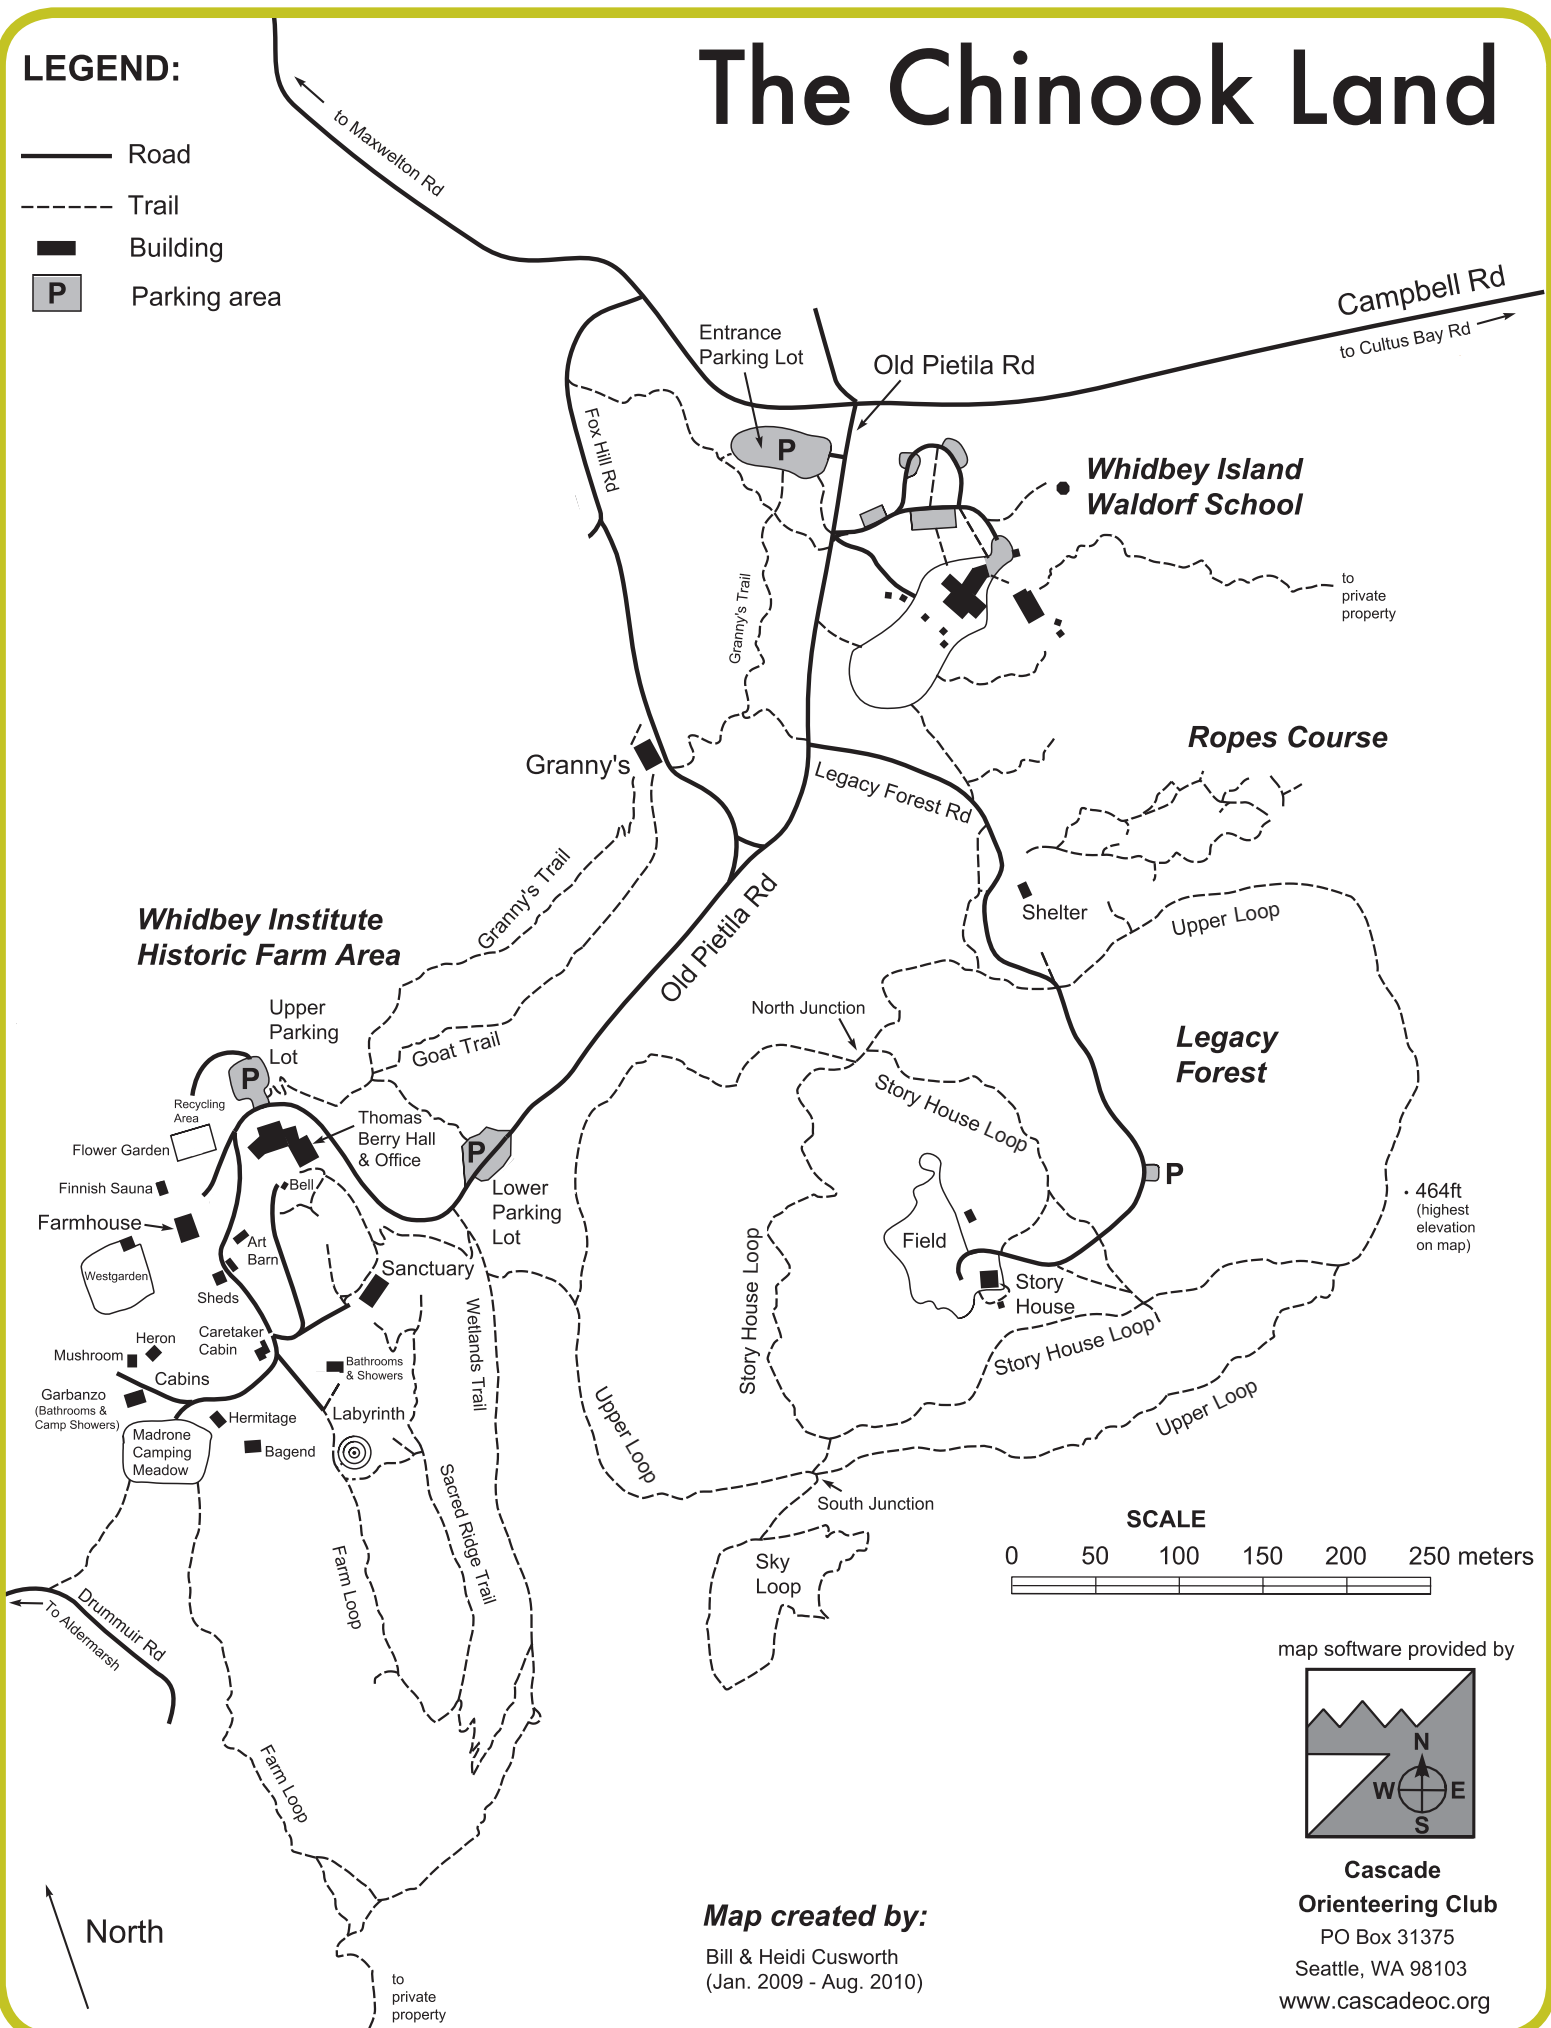 The Chinook Land
LEGEND:
Road
Trail
Building
P
Parking area
to Maxwelton Rd
Campbell Rd
to Cultus Bay Rd
Entrance
Parking Lot
Old Pietila Rd
P
Fox Hill Rd
Whidbey Island
Waldorf School
to
private
property
Granny's Trail
Ropes Course
Granny's
Legacy Forest Rd
Granny's Trail
Old Pietila Rd
Shelter
Upper Loop
Whidbey Institute
Historic Farm Area
North Junction
Upper
Parking
Lot
P
Goat Trail
Legacy
Forest
Story House Loop
Recycling
Area
Flower Garden
Thomas
Berry Hall
& Office
P
Lower
Parking
Lot
P
464ft
(highest
elevation
on map)
Finnish Sauna
Bell
Farmhouse
Art
Barn
Westgarden
Sheds
Sanctuary
Field
Story
House
Story House Loop
Wetlands Trail
Story House Loop
Heron
Mushroom
Caretaker
Cabin
Cabins
Bathrooms
& Showers
Garbanzo
(Bathrooms &
Camp Showers)
Hermitage
Labyrinth
Madrone
Camping
Meadow
Bagend
Upper Loop
Upper Loop
Sacred Ridge Trail
South Junction
Farm Loop
Sky
Loop
SCALE
0 50 100 150 200 250 meters
Drummuir Rd
To Aldermarsh
map software provided by
N
W E
S
Farm Loop
Cascade
Orienteering Club
PO Box 31375
Seattle, WA 98103
www.cascadeoc.org
North
Map created by:
Bill & Heidi Cusworth
(Jan. 2009 - Aug. 2010)
to
private
property